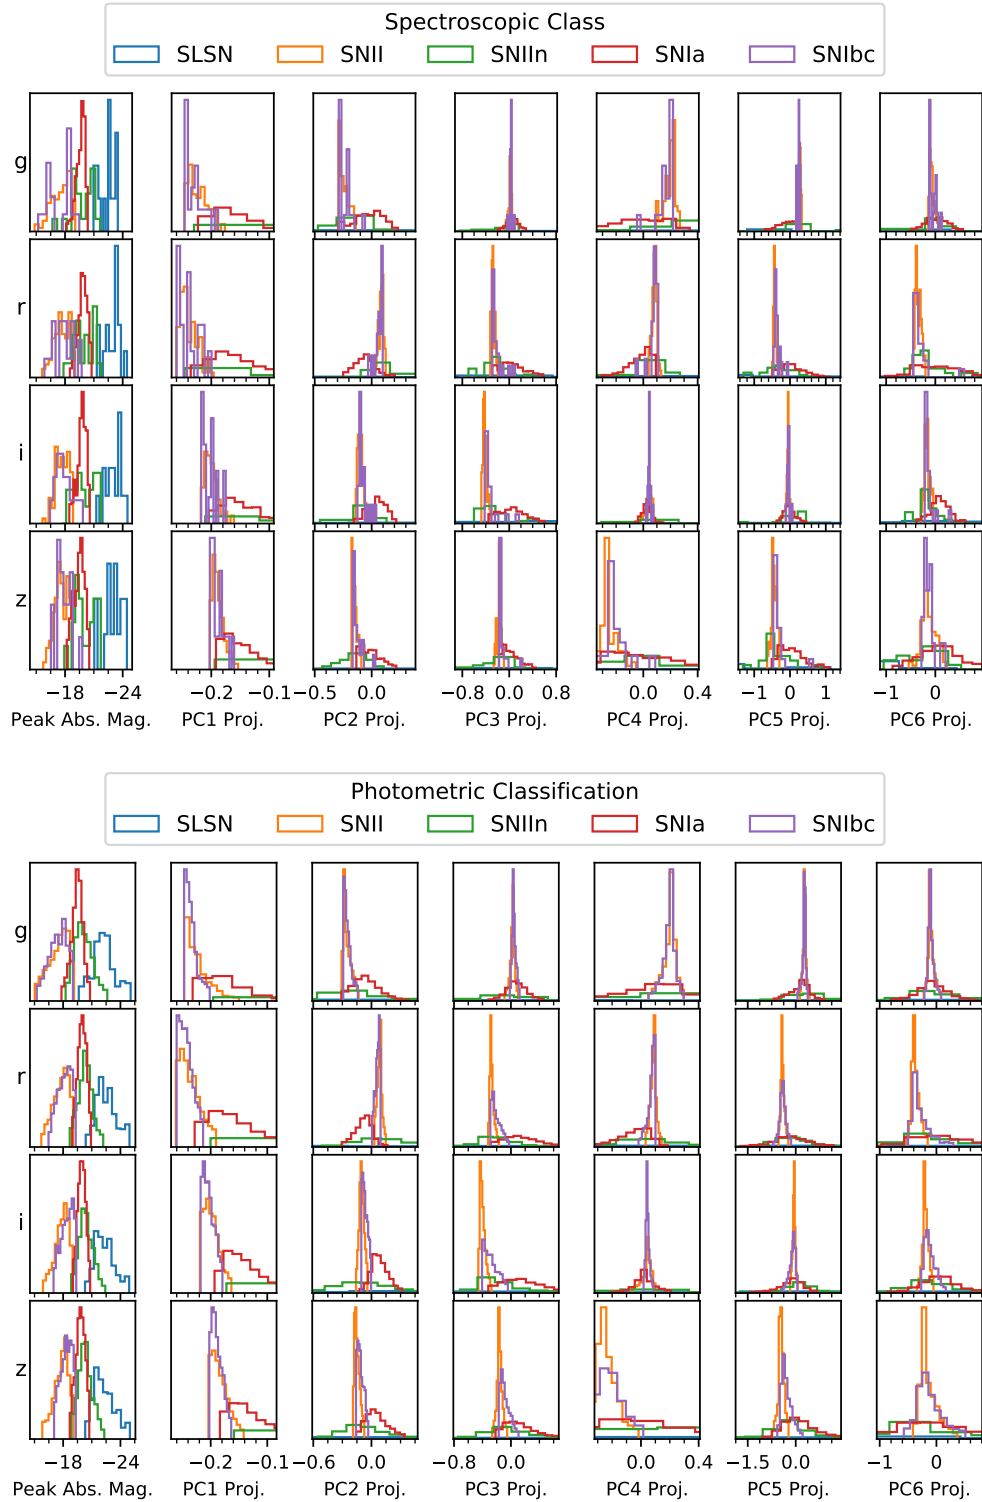 Spectroscopic Class
SLSN SNII SNIIn SNIa SNIbc
g
r
i
z
−18 −24 −0.2 −0.1 −0.5 0.0 −0.8 0.0 0.8 0.0 0.4 −1 0 1 −1 0
Peak Abs. Mag. PC1 Proj. PC2 Proj. PC3 Proj. PC4 Proj. PC5 Proj. PC6 Proj.
Photometric Classification
SLSN SNII SNIIn SNIa SNIbc
g
r
i
z
−18 −24 −0.2 −0.1 −0.6 0.0 −0.8 0.0 0.0 0.4 −1.5 0.0 −1 0
Peak Abs. Mag. PC1 Proj. PC2 Proj. PC3 Proj. PC4 Proj. PC5 Proj. PC6 Proj.